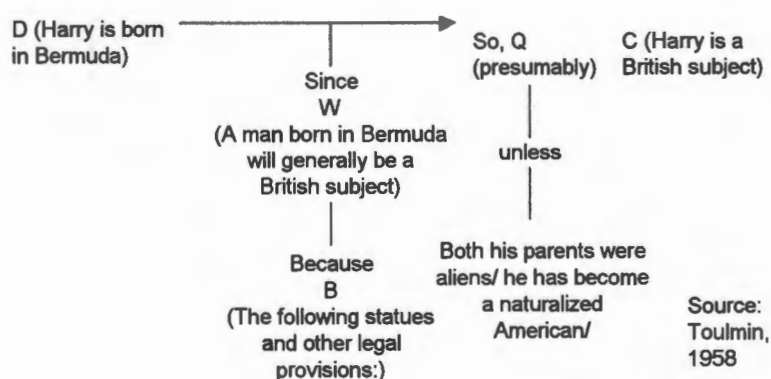 D (Harry is born
in Bermuda)
So, Q
(presumably)
C (Harry is a
British subject)
Since
W
(A man born in Bermuda
will generally be a
British subject)
unless
Because
B
(The following statues
and other legal
provisions:)
Both his parents were
aliens/ he has become
a naturalized
American/
Source:
Toulmin,
1958